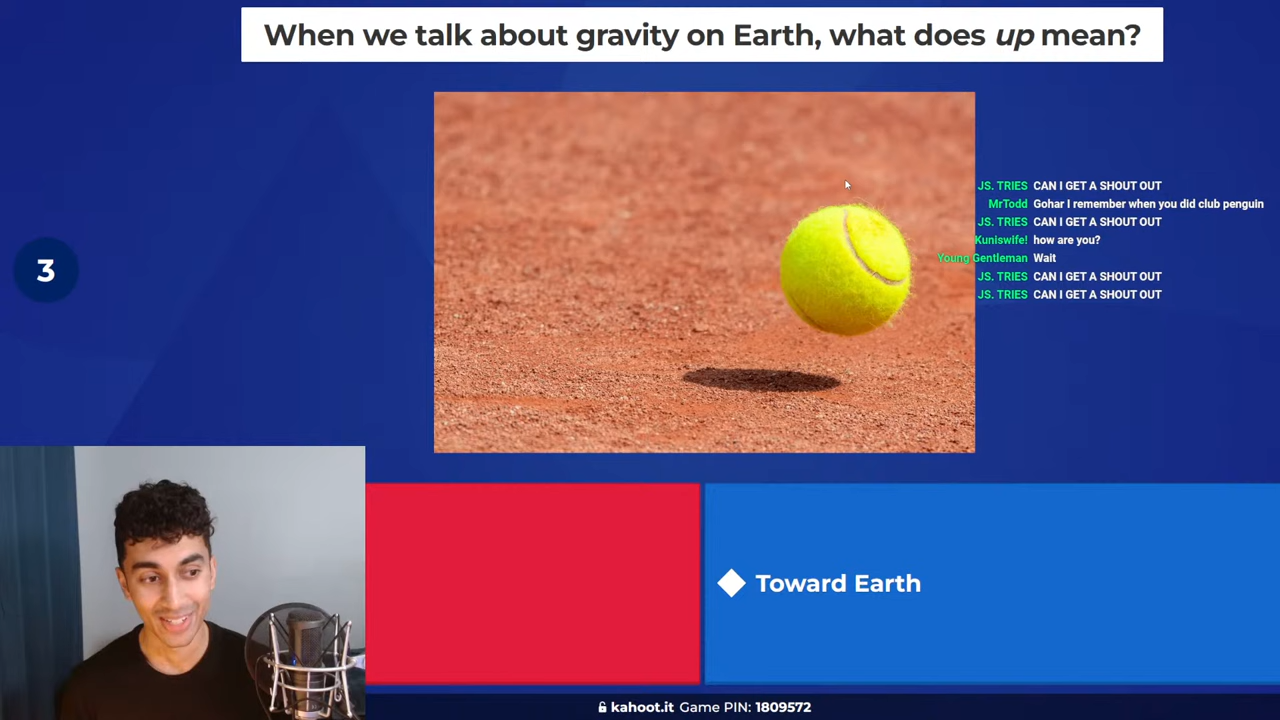 When we talk about gravity on Earth, what does up mean?
JS. TRIES CAN I GET A SHOUT OUT
MrTodd Gohar I remember when you did club penguin
JS. TRIES CAN I GET A SHOUT OUT
Kuniswlfe! how are you?
Young Gentleman Wait
JS. TRIES CAN I GET A SHOUT OUT
JS. TRIES CAN I GET A SHOUT OUT
3
Toward Earth
kahoot.it Game PIN: 1809572